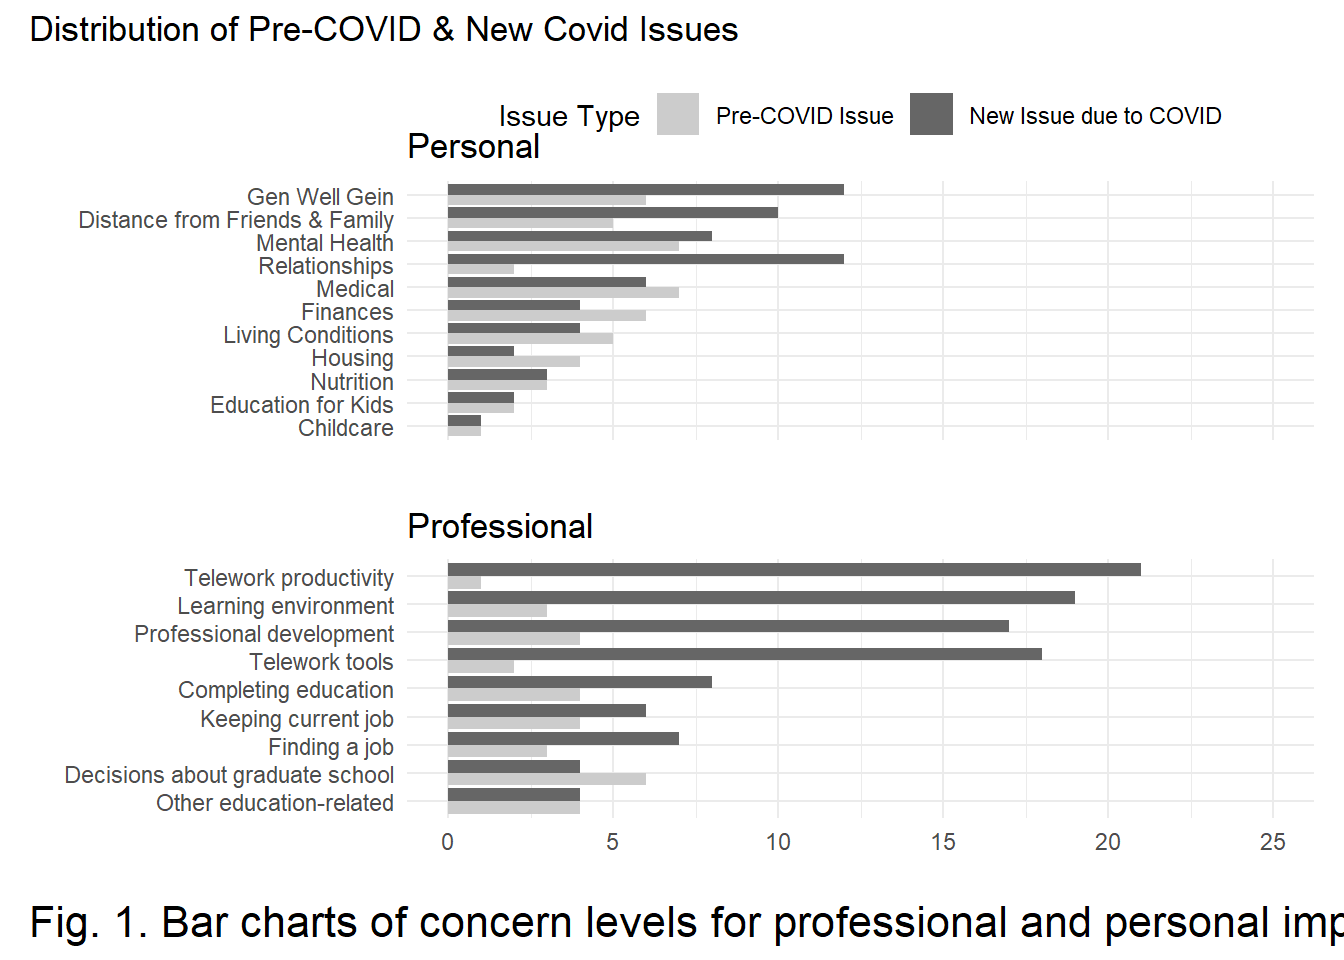 Distribution of Pre-COVID & New Covid Issues
Issue Type Pre-COVID Issue New Issue due to COVID
Personal
Gen Well Gein
Distance from Friends & Family
Mental Health
Relationships
Medical
Finances
Living Conditions
Housing
Nutrition
Education for Kids
Childcare
Professional
Telework productivity
Learning environment
Professional development
Telework tools
Completing education
Keeping current job
Finding a job
Decisions about graduate school
Other education-related
0 5 10 15 20 25
Fig. 1. Bar charts of concern levels for professional and personal imp